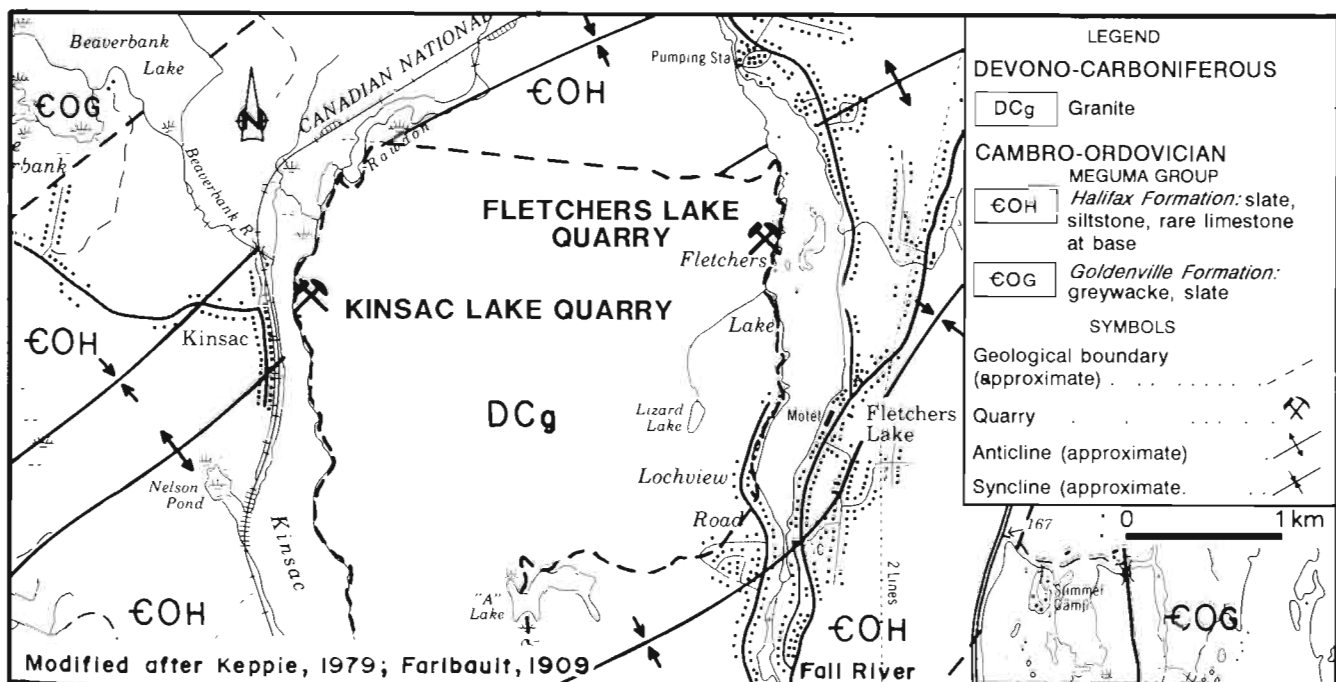 Beaverbank
Lake
ЄOG
bank
Beaverbank R
N
CANADIAN NATIONAL
Rawdon
ЄOH
Pumping Sta
FLETCHERS LAKE
QUARRY
Fletchers
Lake
KINSAC LAKE QUARRY
Kinsac
ЄOH
DCg
Lizard
Lake
Motel
Fletchers
Lake
Lochview
Road
Nelson
Pond
Kinsac
"A"
Lake
2 Lines
ЄOH
ЄOH
Fall River
Modified after Keppie, 1979; Faribault, 1909
LEGEND
DEVONO-CARBONIFEROUS
DCg Granite
CAMBRO-ORDOVICIAN
MEGUMA GROUP
ЄOH Halifax Formation: slate,
siltstone, rare limestone
at base
ЄOG Goldenville Formation:
greywacke, slate
SYMBOLS
Geological boundary
(approximate)
Quarry
Anticline (approximate)
Syncline (approximate.
0 1 km
167
Summer
Camp
ЄOG